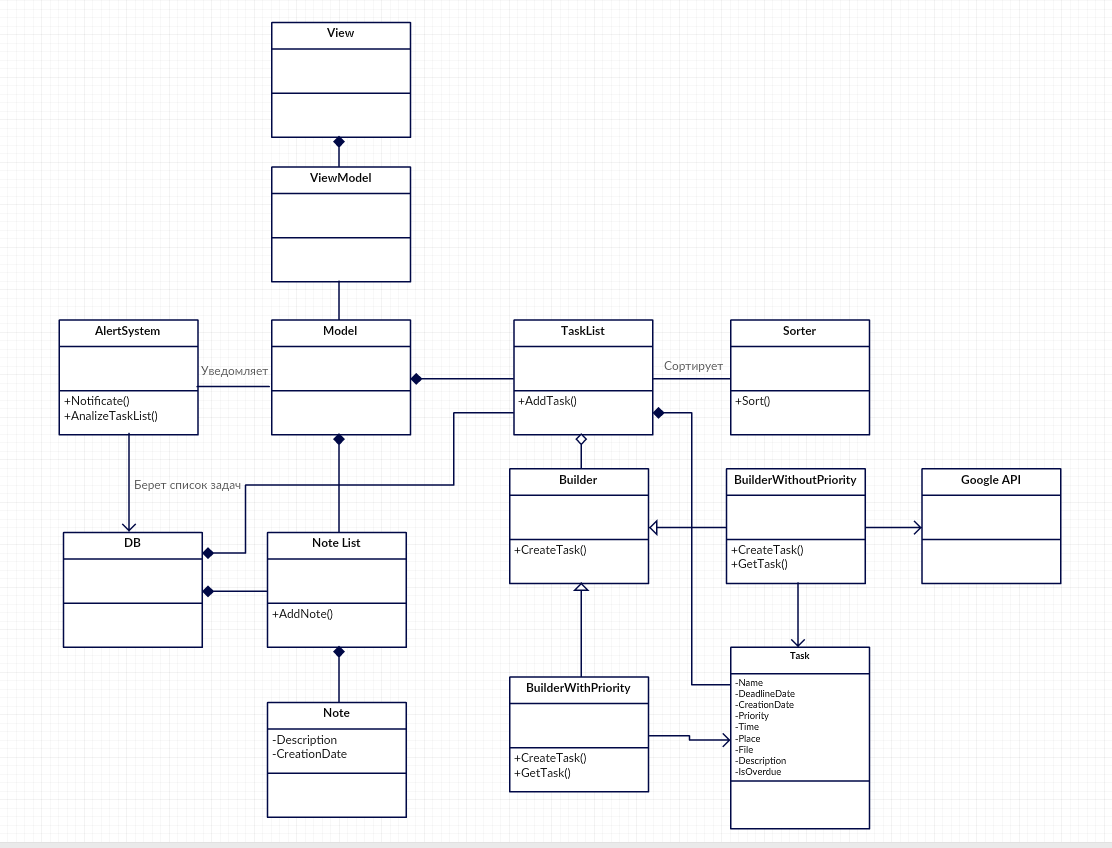 View
ViewModel
AlertSystem
+Notificate()
+AnalizeTaskList()
Уведомляет
Model
TaskList
+AddTask()
Сортирует
Sorter
+Sort()
Берет список задач
DB
Note List
+AddNote()
Note
-Description
-CreationDate
Builder
+CreateTask()
BuilderWithoutPriority
+CreateTask()
+GetTask()
Google API
BuilderWithPriority
+CreateTask()
+GetTask()
Task
-Name
-DeadlineDate
-CreationDate
-Priority
-Time
-Place
-File
-Description
-IsOverdue